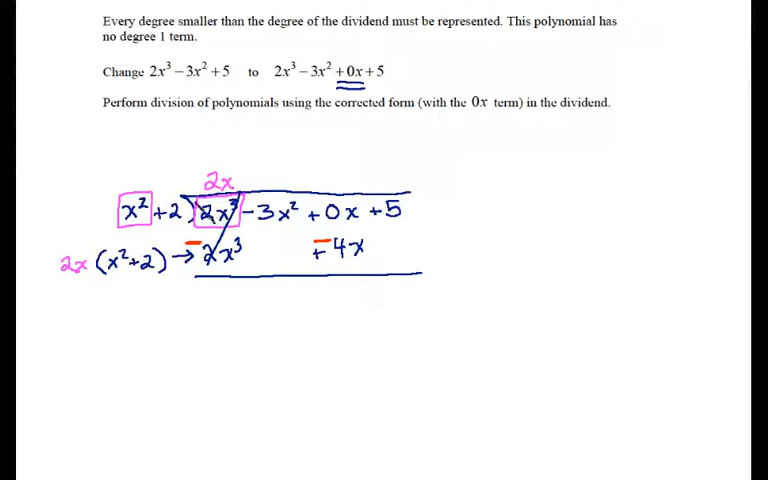 Every degree smaller than the degree of the dividend must be represented. This polynomial has
no degree 1 term.
Change 2x³ − 3x² + 5 to 2x³ − 3x² + 0x + 5
Perform division of polynomials using the corrected form (with the 0x term) in the dividend.
2x
x² + 2 ) 2x³ − 3x² + 0x + 5
2x (x² + 2) → − 2x³ − + 4x